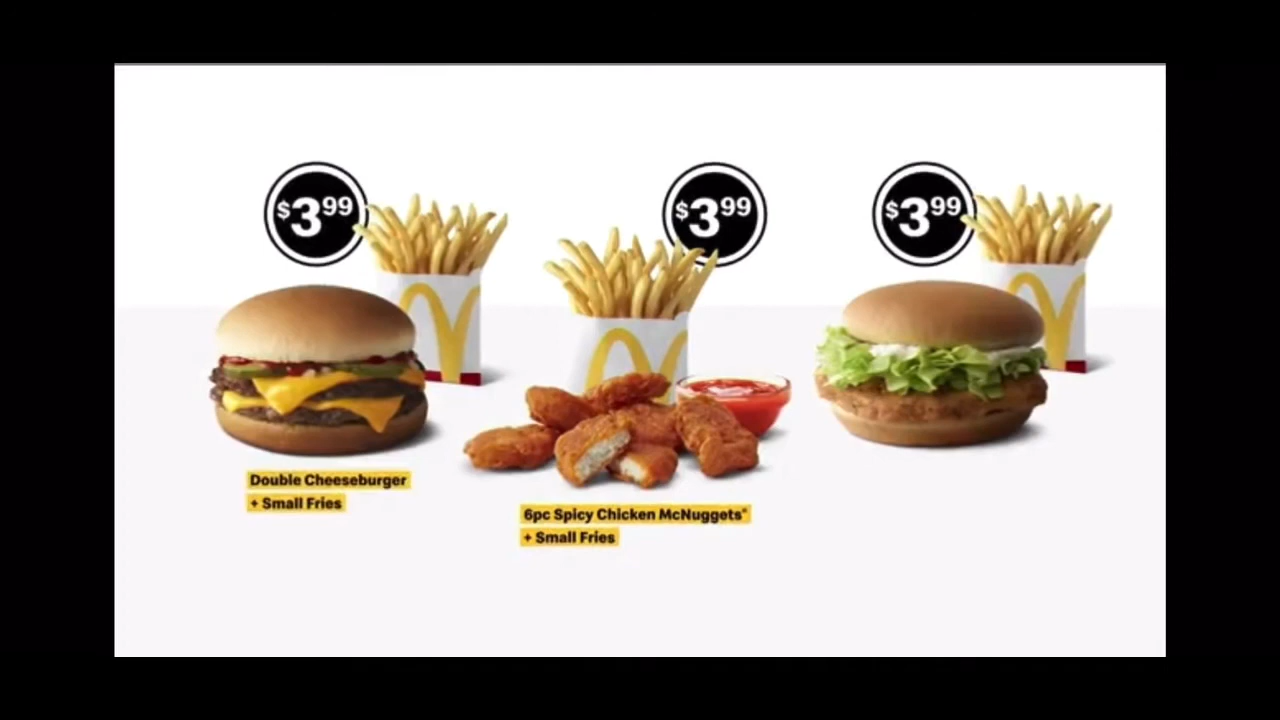 $3.99
$3.99
$3.99
Double Cheeseburger
+ Small Fries
6pc Spicy Chicken McNuggets®
+ Small Fries